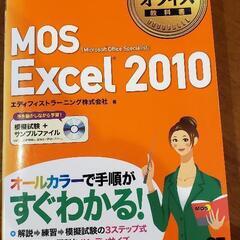 オフィス
教科書
MOS
(Microsoft Office Specialist)
Excel 2010
エディフィストラーニング株式会社 著
模擬試験+
サンプルファイル
オールカラーで手順が
すぐわかる!
解説→練習→模擬試験の3ステップ式
MOS